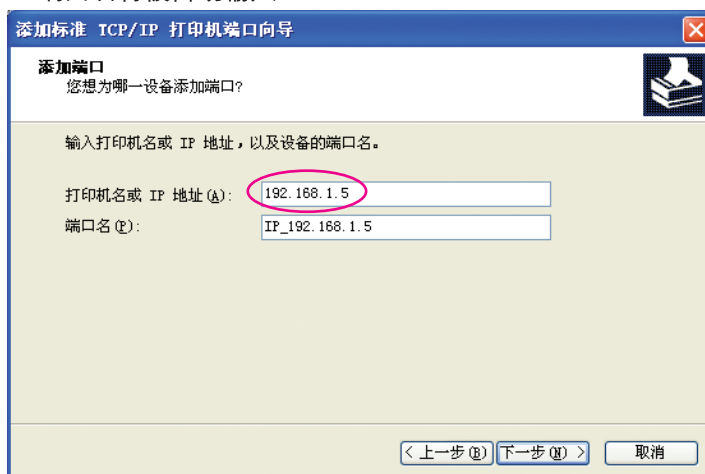 添加标准 TCP/IP 打印机端口向导
添加端口
您想为哪一设备添加端口?
输入打印机名或 IP 地址,以及设备的端口名。
打印机名或 IP 地址(A): 192.168.1.5
端口名(P): IP_192.168.1.5
< 上一步(B) 下一步(N) > 取消